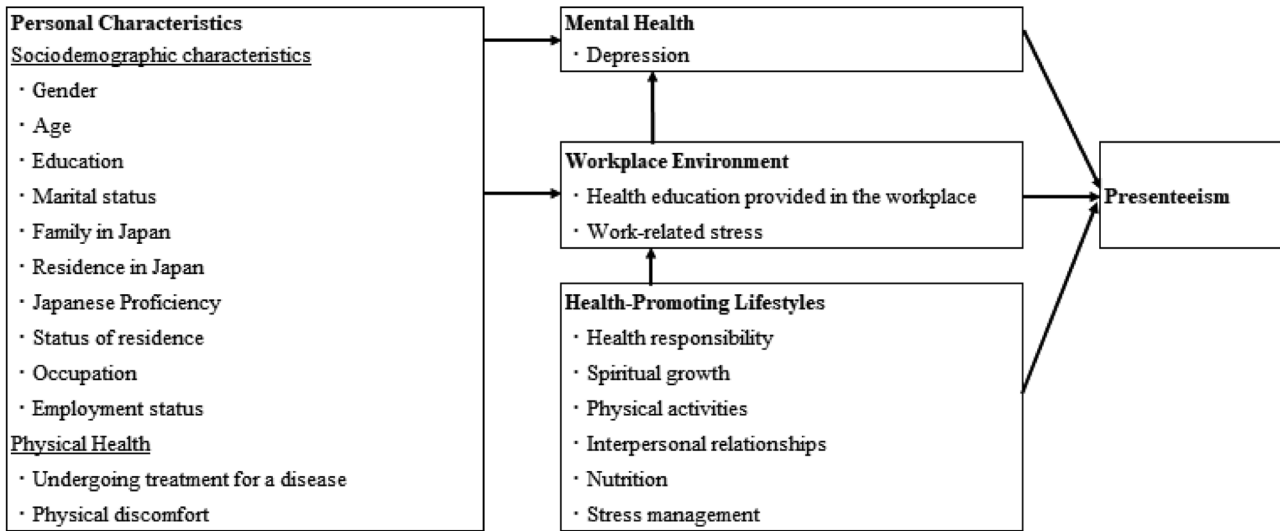 Personal Characteristics
Sociodemographic characteristics
・Gender
・Age
・Education
・Marital status
・Family in Japan
・Residence in Japan
・Japanese Proficiency
・Status of residence
・Occupation
・Employment status
Physical Health
・Undergoing treatment for a disease
・Physical discomfort
Mental Health
・Depression
Workplace Environment
・Health education provided in the workplace
・Work-related stress
Health-Promoting Lifestyles
・Health responsibility
・Spiritual growth
・Physical activities
・Interpersonal relationships
・Nutrition
・Stress management
Presenteeism